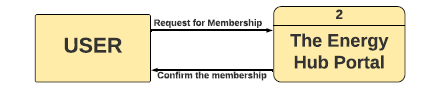 Request for Membership
2
USER
The Energy
Hub Portal
Confirm the membership